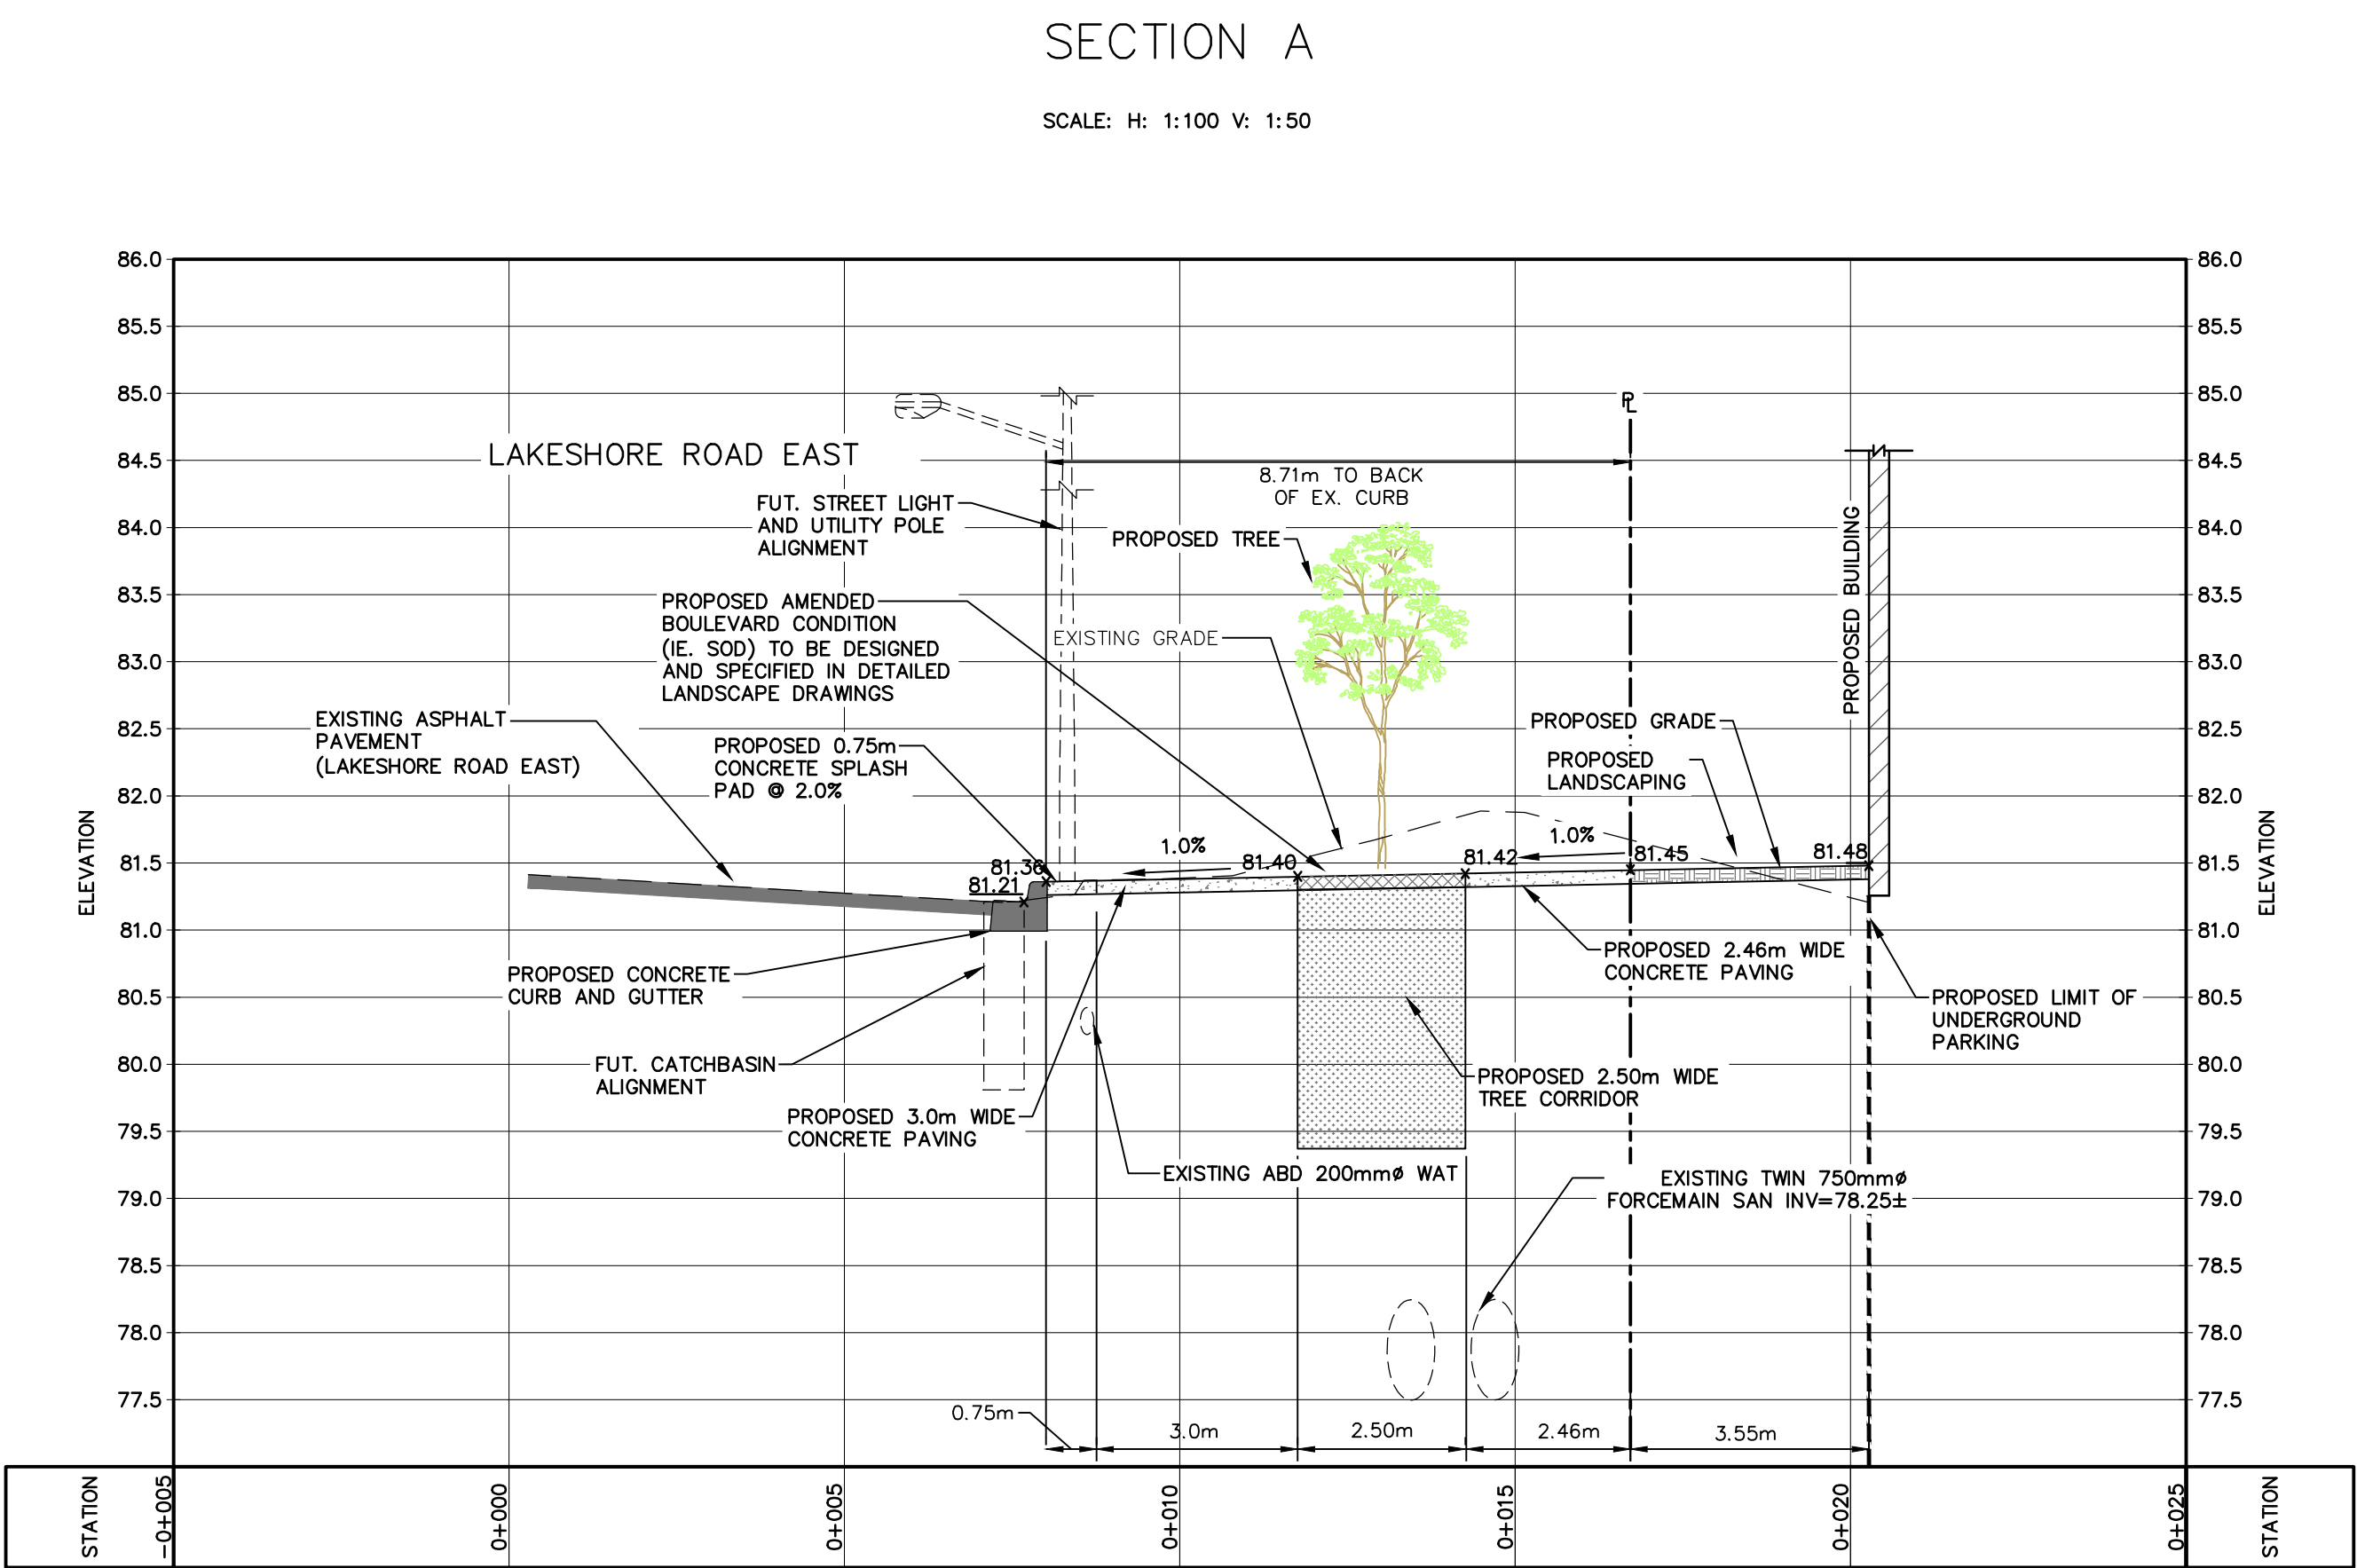 SECTION A
SCALE: H: 1:100 V: 1:50
86.0
86.0
85.5
85.5
85.0
85.0
84.5
84.5
84.0
84.0
83.5
83.5
83.0
83.0
82.5
82.5
82.0
82.0
81.5
81.5
81.0
81.0
80.5
80.5
80.0
80.0
79.5
79.5
79.0
79.0
78.5
78.5
78.0
78.0
77.5
77.5
ELEVATION
ELEVATION
PL
LAKESHORE ROAD EAST
8.71m TO BACK
OF EX. CURB
FUT. STREET LIGHT
AND UTILITY POLE
ALIGNMENT
PROPOSED TREE
PROPOSED BUILDING
PROPOSED AMENDED
BOULEVARD CONDITION
(IE. SOD) TO BE DESIGNED
AND SPECIFIED IN DETAILED
LANDSCAPE DRAWINGS
EXISTING GRADE
EXISTING ASPHALT
PAVEMENT
(LAKESHORE ROAD EAST)
PROPOSED 0.75m
CONCRETE SPLASH
PAD @ 2.0%
PROPOSED GRADE
PROPOSED
LANDSCAPING
1.0%
1.0%
81.36
81.21
81.40
81.42
81.45
81.48
PROPOSED CONCRETE
CURB AND GUTTER
PROPOSED 2.46m WIDE
CONCRETE PAVING
PROPOSED LIMIT OF
UNDERGROUND
PARKING
FUT. CATCHBASIN
ALIGNMENT
PROPOSED 2.50m WIDE
TREE CORRIDOR
PROPOSED 3.0m WIDE
CONCRETE PAVING
EXISTING ABD 200mmø WAT
EXISTING TWIN 750mmø
FORCEMAIN SAN INV=78.25±
0.75m
3.0m
2.50m
2.46m
3.55m
STATION
-0+005
0+000
0+005
0+010
0+015
0+020
0+025
STATION